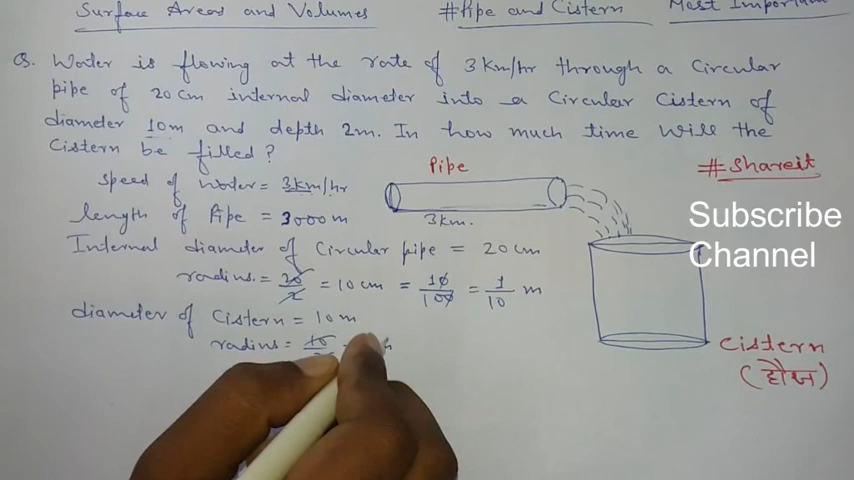 Surface Areas and Volumes #Pipe and Cistern Most Important
Q. Water is flowing at the rate of 3 km/hr through a Circular
pipe of 20 cm internal diameter into a Circular Cistern of
diameter 10m and depth 2m. In how much time will the
Cistern be filled?
Pipe
#Shareit
Speed of Water = 3km/hr
Subscribe
Channel
length of Pipe = 3000 m
3 km.
Internal diameter of Circular pipe = 20 cm
radius = 20/2 = 10 cm = 10/100 = 1/10 m
diameter of Cistern = 10 m
radius = 10
Cistern
(हौज)